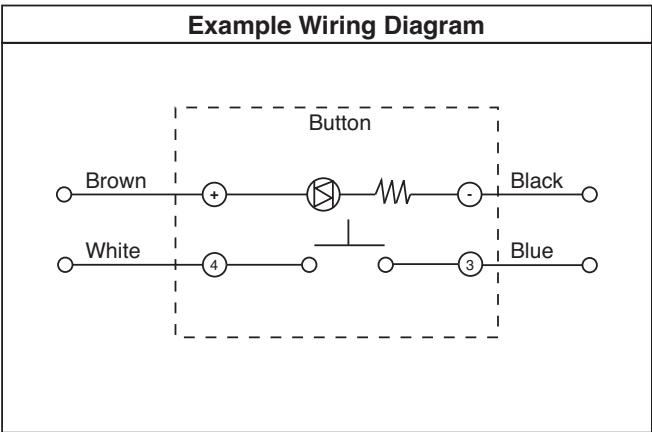 Example Wiring Diagram
Button
Brown + - Black
White 4 3 Blue